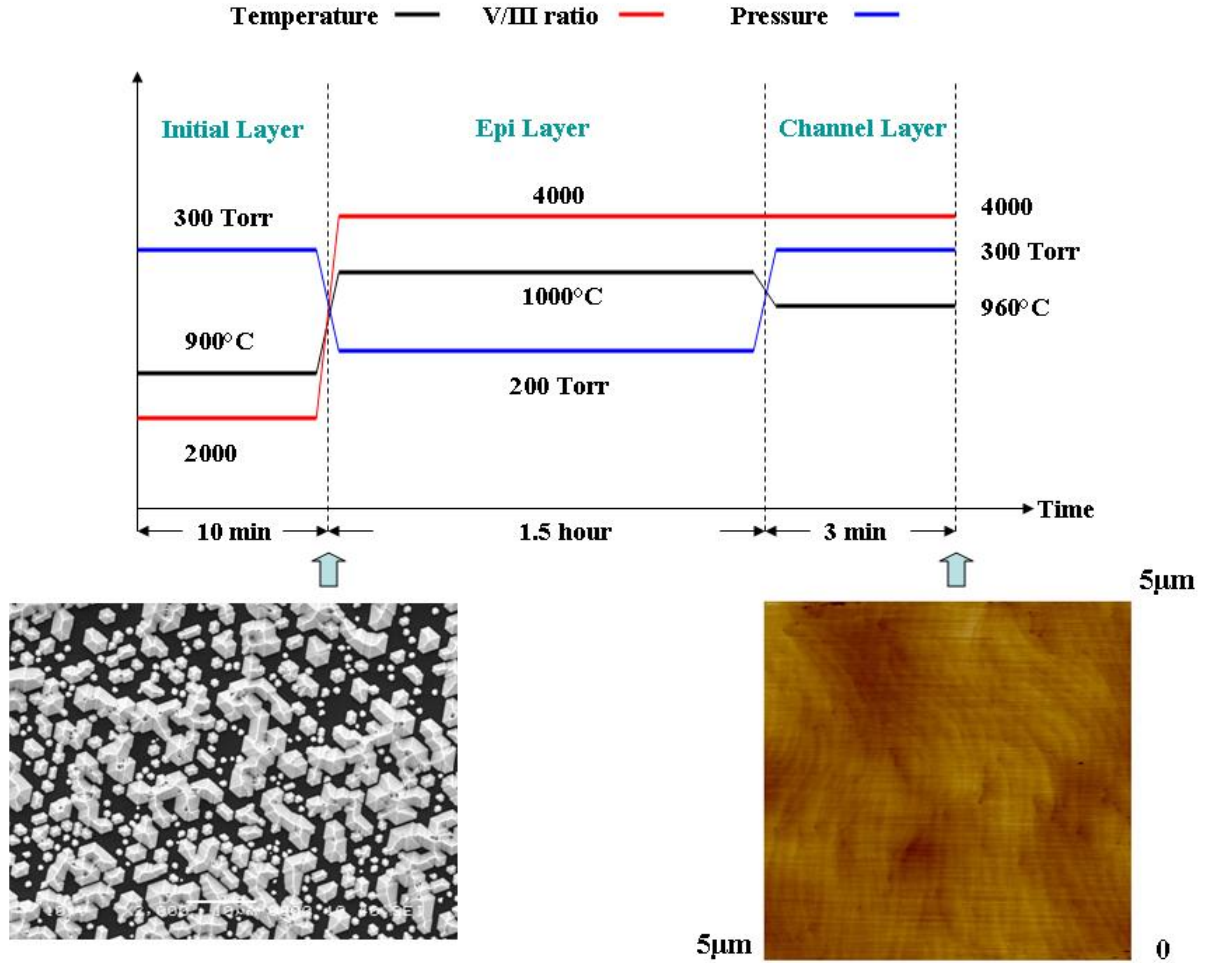 Temperature V/III ratio Pressure
Initial Layer Epi Layer Channel Layer
4000
4000
300 Torr
300 Torr
1000°C
960°C
900°C
200 Torr
2000
Time
10 min 1.5 hour 3 min
5μm
5μm 0